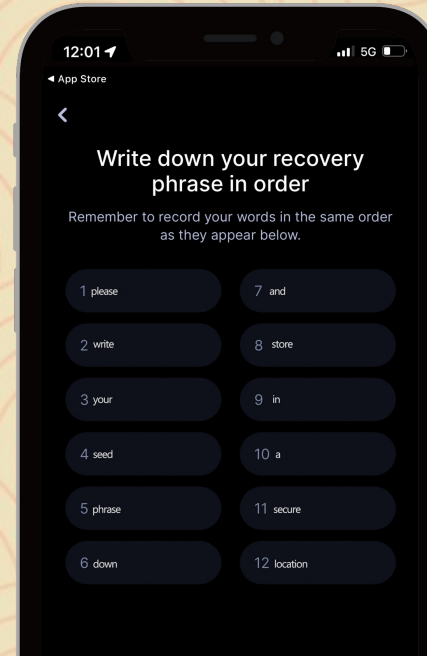 12:01
5G
App Store
Write down your recovery
phrase in order
Remember to record your words in the same order
as they appear below.
1 please
2 write
3 your
4 seed
5 phrase
6 down
7 and
8 store
9 in
10 a
11 secure
12 location